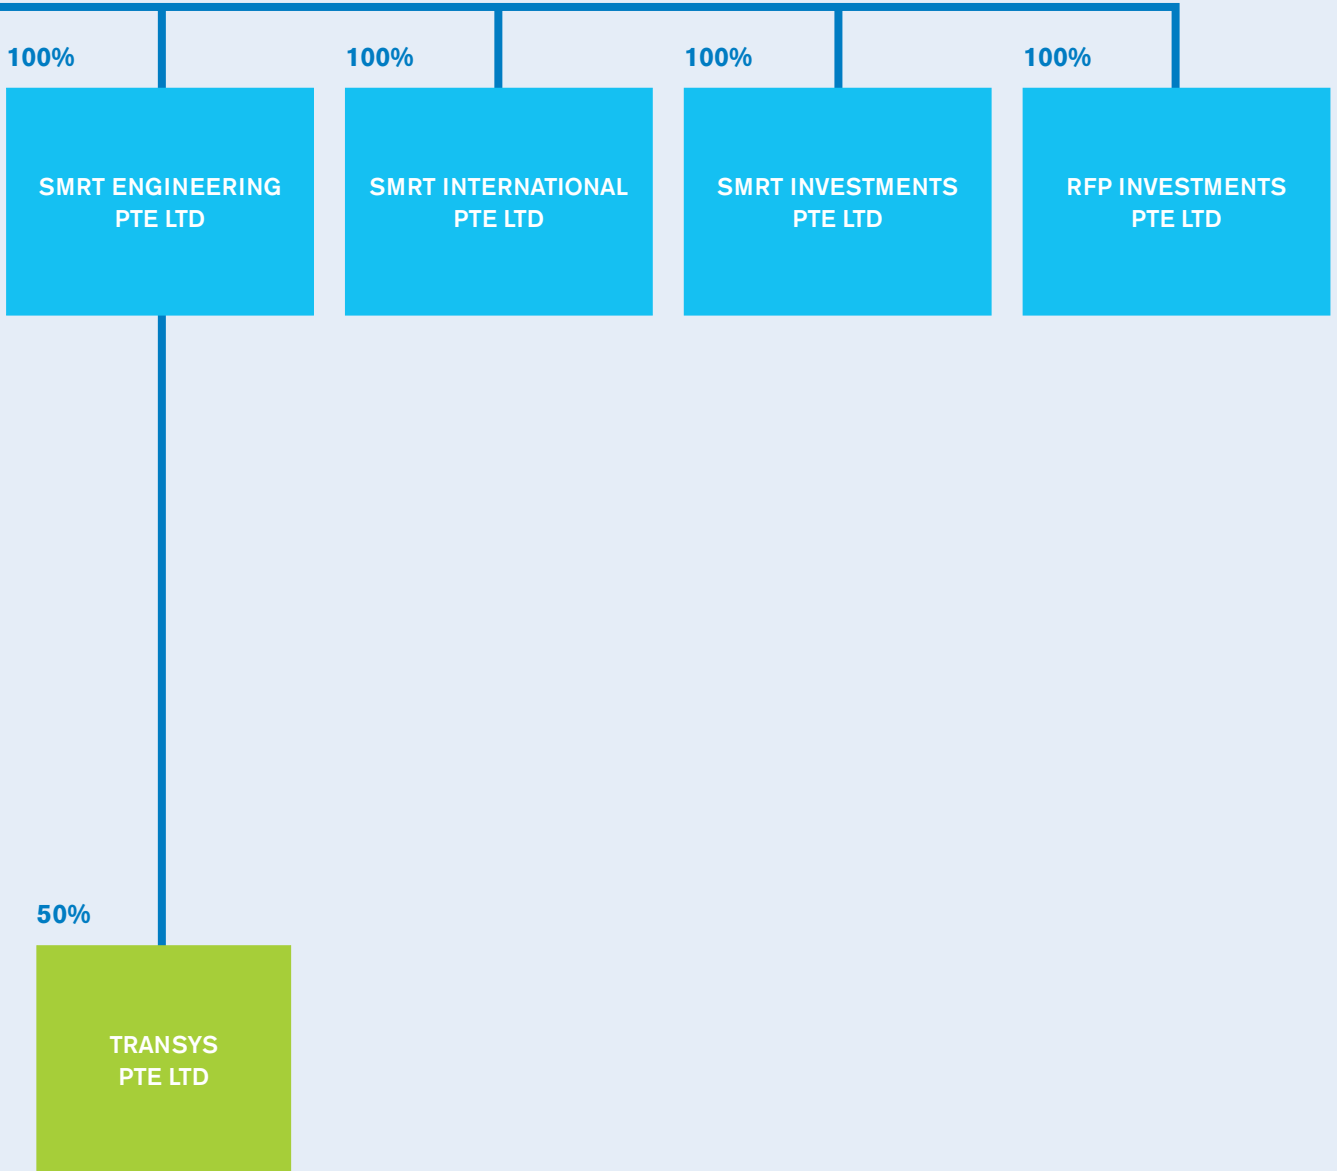 100%
100%
100%
100%
SMRT ENGINEERING
PTE LTD
SMRT INTERNATIONAL
PTE LTD
SMRT INVESTMENTS
PTE LTD
RFP INVESTMENTS
PTE LTD
50%
TRANSYS
PTE LTD